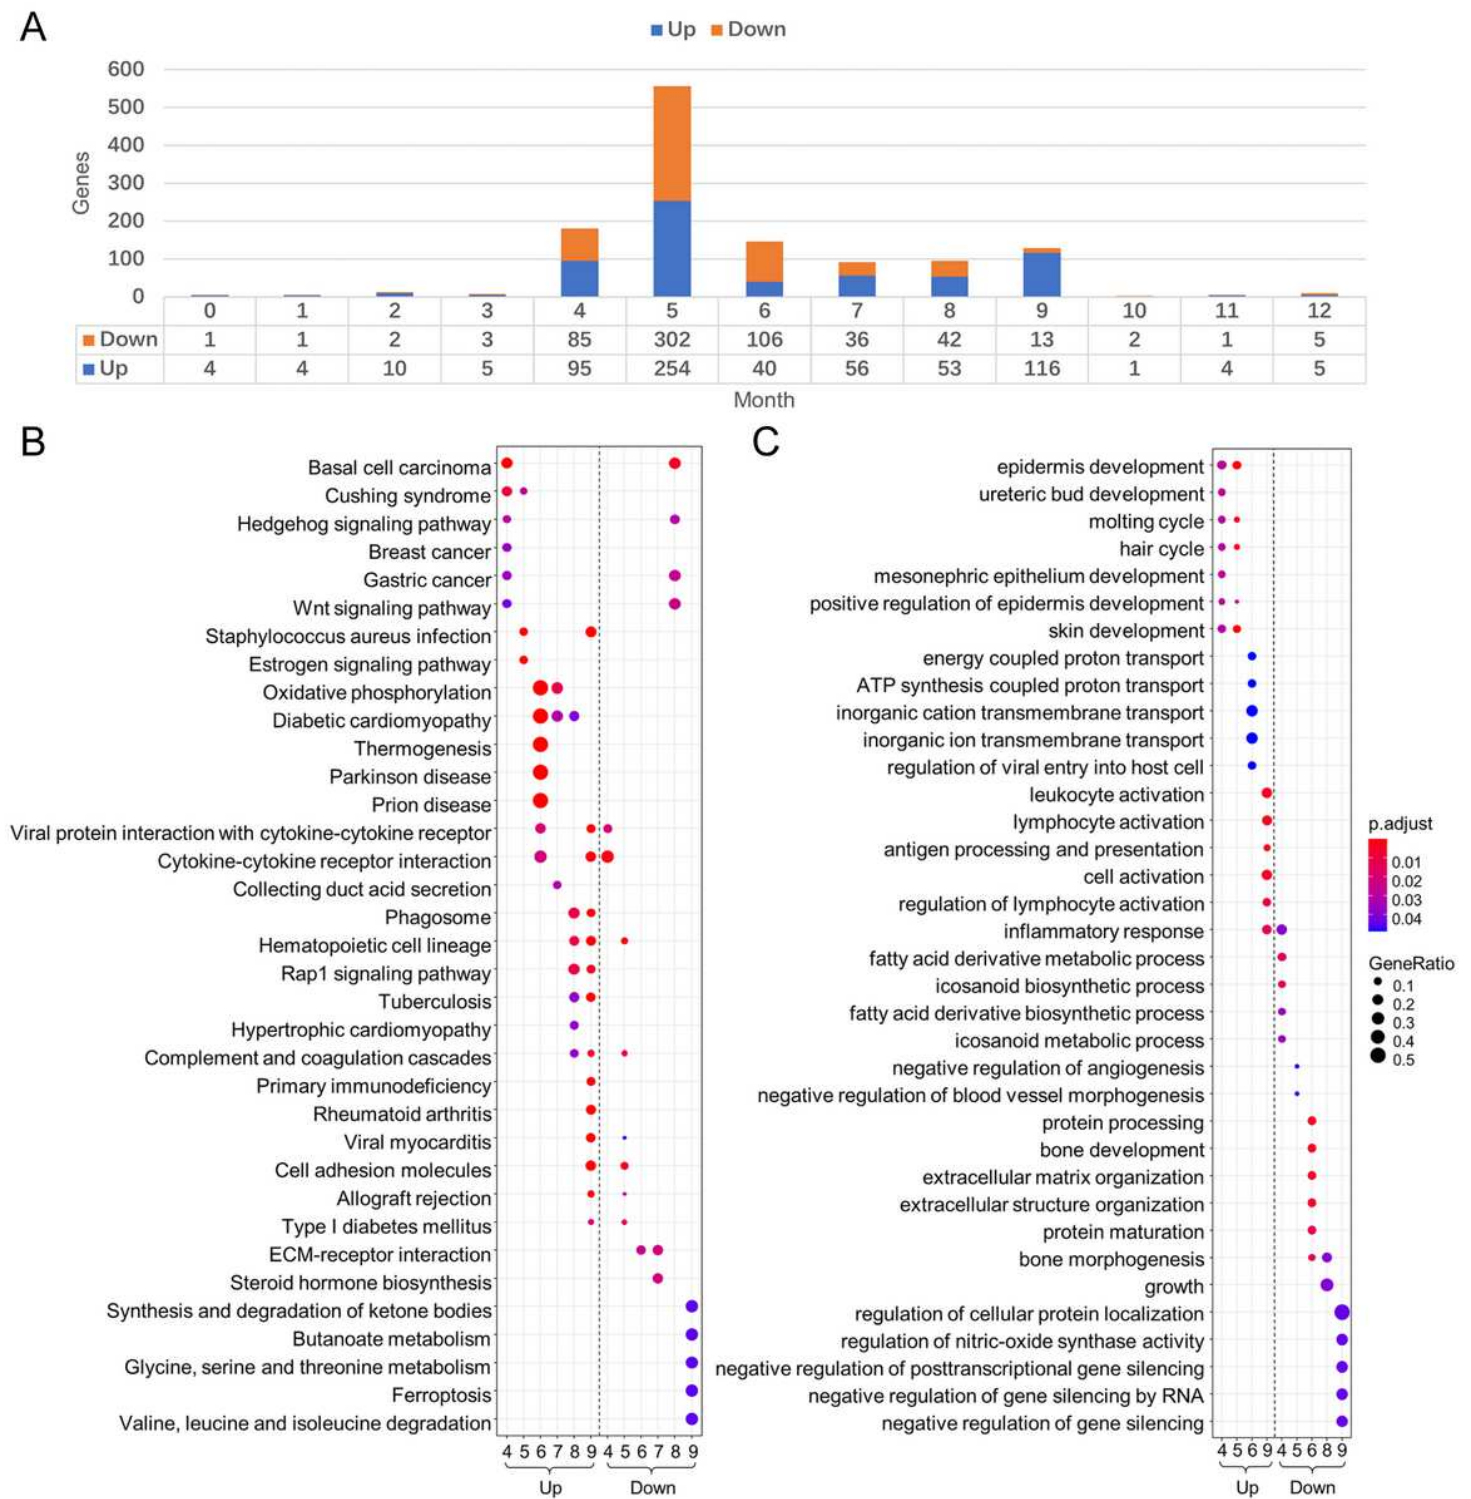 A
Up Down
600
500
400
300
200
100
0
Genes
0 1 2 3 4 5 6 7 8 9 10 11 12
Down 1 1 2 3 85 302 106 36 42 13 2 1 5
Up 4 4 10 5 95 254 40 56 53 116 1 4 5
Month
B
Basal cell carcinoma
Cushing syndrome
Hedgehog signaling pathway
Breast cancer
Gastric cancer
Wnt signaling pathway
Staphylococcus aureus infection
Estrogen signaling pathway
Oxidative phosphorylation
Diabetic cardiomyopathy
Thermogenesis
Parkinson disease
Prion disease
Viral protein interaction with cytokine-cytokine receptor
Cytokine-cytokine receptor interaction
Collecting duct acid secretion
Phagosome
Hematopoietic cell lineage
Rap1 signaling pathway
Tuberculosis
Hypertrophic cardiomyopathy
Complement and coagulation cascades
Primary immunodeficiency
Rheumatoid arthritis
Viral myocarditis
Cell adhesion molecules
Allograft rejection
Type I diabetes mellitus
ECM-receptor interaction
Steroid hormone biosynthesis
Synthesis and degradation of ketone bodies
Butanoate metabolism
Glycine, serine and threonine metabolism
Ferroptosis
Valine, leucine and isoleucine degradation
4 5 6 7 8 9 4 5 6 7 8 9
Up Down
C
epidermis development
ureteric bud development
molting cycle
hair cycle
mesonephric epithelium development
positive regulation of epidermis development
skin development
energy coupled proton transport
ATP synthesis coupled proton transport
inorganic cation transmembrane transport
inorganic ion transmembrane transport
regulation of viral entry into host cell
leukocyte activation
lymphocyte activation
antigen processing and presentation
cell activation
regulation of lymphocyte activation
inflammatory response
fatty acid derivative metabolic process
icosanoid biosynthetic process
fatty acid derivative biosynthetic process
icosanoid metabolic process
negative regulation of angiogenesis
negative regulation of blood vessel morphogenesis
protein processing
bone development
extracellular matrix organization
extracellular structure organization
protein maturation
bone morphogenesis
growth
regulation of cellular protein localization
regulation of nitric-oxide synthase activity
negative regulation of posttranscriptional gene silencing
negative regulation of gene silencing by RNA
negative regulation of gene silencing
4 5 6 9 4 5 6 8 9
Up Down
p.adjust
0.01
0.02
0.03
0.04
GeneRatio
0.1
0.2
0.3
0.4
0.5